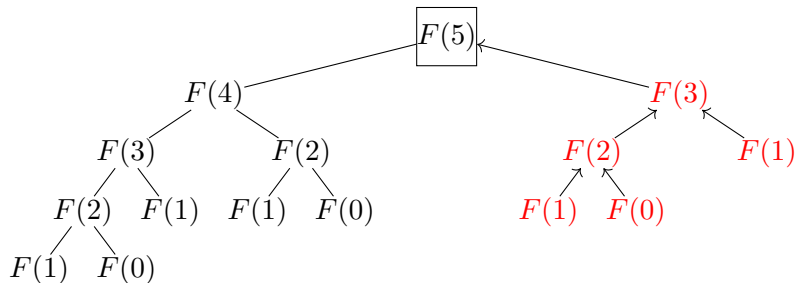 F(5)
F(4) F(3)
F(3) F(2) F(2) F(1)
F(2) F(1) F(1) F(0) F(1) F(0)
F(1) F(0)